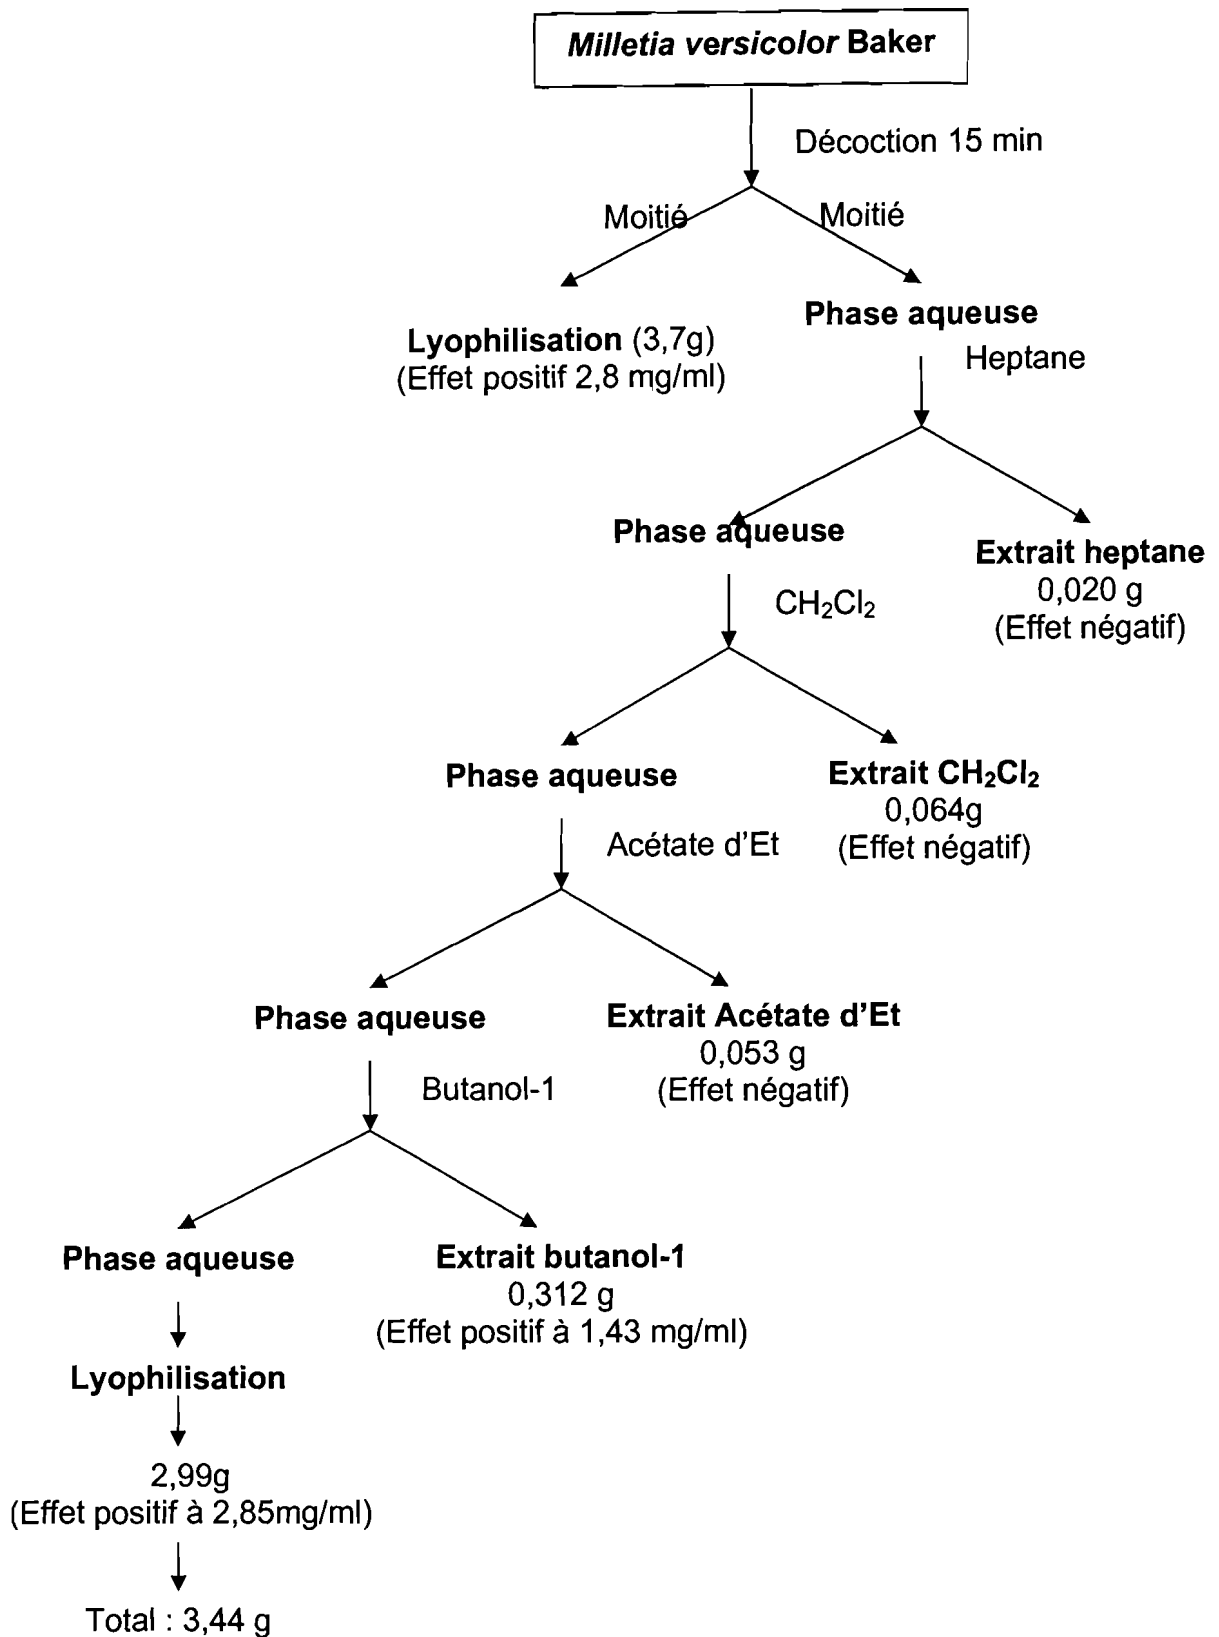 Milletia versicolor Baker
Décoction 15 min
Moitié
Moitié
Lyophilisation (3,7g)
(Effet positif 2,8 mg/ml)
Phase aqueuse
Heptane
Phase aqueuse
Extrait heptane
0,020 g
(Effet négatif)
CH₂Cl₂
Phase aqueuse
Extrait CH₂Cl₂
0,064g
(Effet négatif)
Acétate d'Et
Phase aqueuse
Extrait Acétate d'Et
0,053 g
(Effet négatif)
Butanol-1
Phase aqueuse
Extrait butanol-1
0,312 g
(Effet positif à 1,43 mg/ml)
Lyophilisation
2,99g
(Effet positif à 2,85mg/ml)
Total : 3,44 g